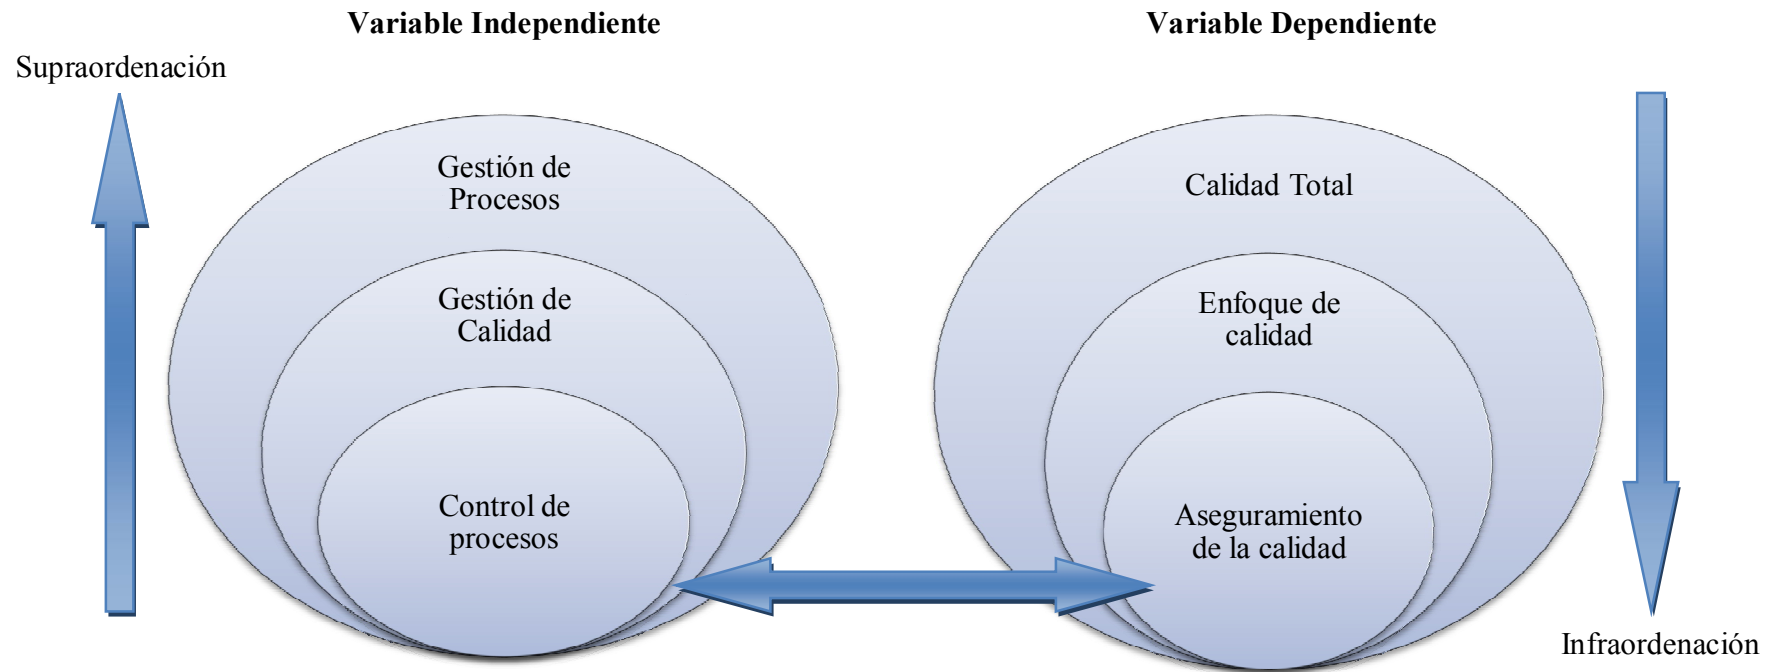 Variable Independiente
Variable Dependiente
Supraordenación
Gestión de
Procesos
Gestión de
Calidad
Control de
procesos
Calidad Total
Enfoque de
calidad
Aseguramiento
de la calidad
Infraordenación